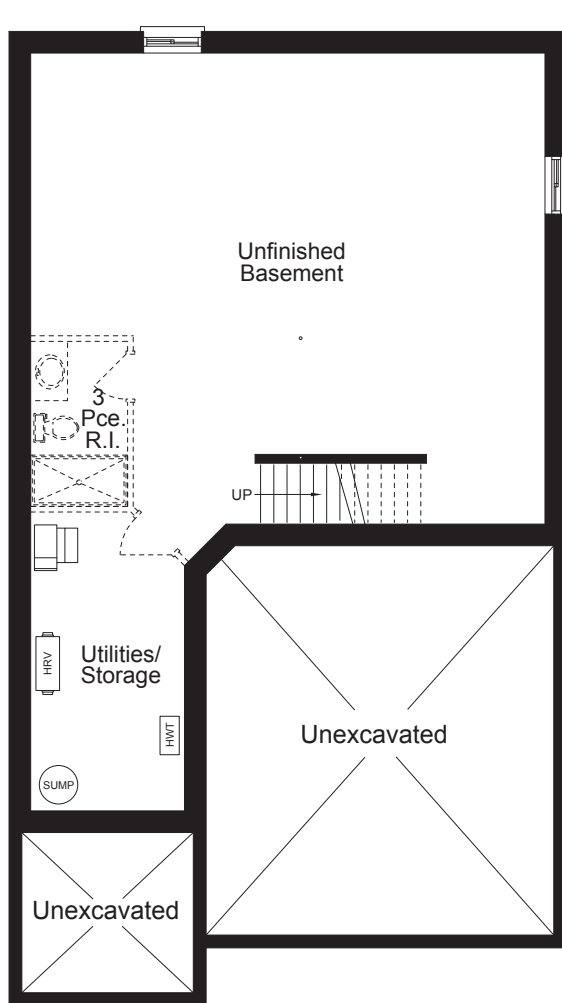 Unfinished
Basement
3
Pce.
R.I.
UP
Utilities/
Storage
HRV
HWT
SUMP
Unexcavated
Unexcavated